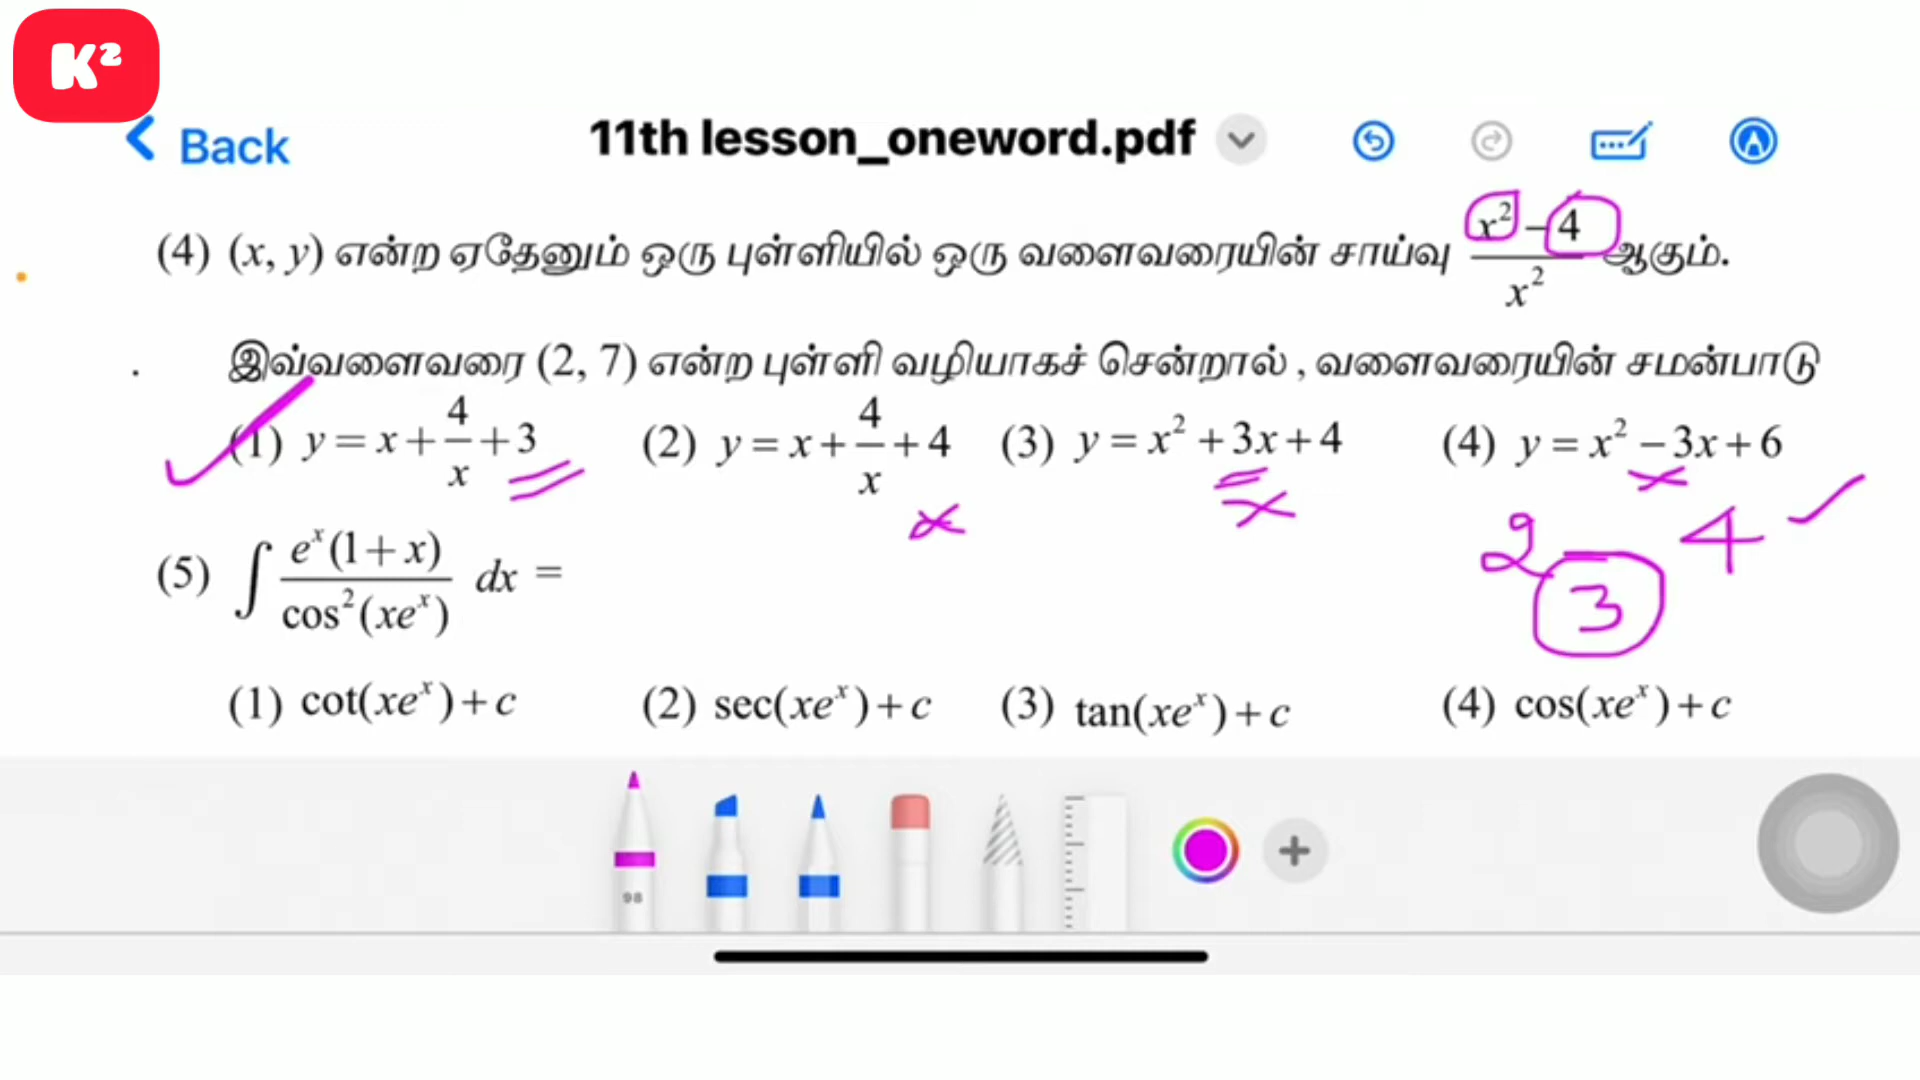 K²
Back 11th lesson_oneword.pdf
(4) (x, y) என்ற ஏதேனும் ஒரு புள்ளியில் ஒரு வளைவரையின் சாய்வு (x² − 4)/x² ஆகும்.
இவ்வளைவரை (2, 7) என்ற புள்ளி வழியாகச் சென்றால் , வளைவரையின் சமன்பாடு
(1) y = x + 4/x + 3 (2) y = x + 4/x + 4 (3) y = x² + 3x + 4 (4) y = x² − 3x + 6
2 4
3
(5) ∫ eˣ(1+x)/cos²(xeˣ) dx =
(1) cot(xeˣ)+c (2) sec(xeˣ)+c (3) tan(xeˣ)+c (4) cos(xeˣ)+c
98